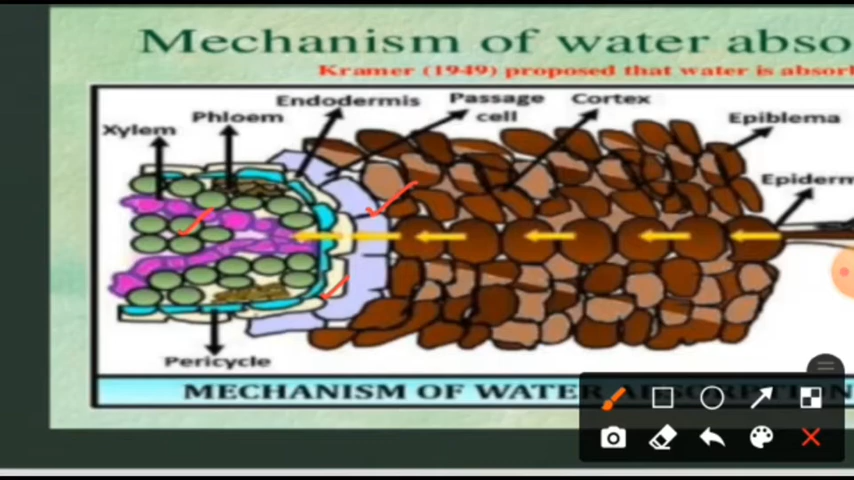 Mechanism of water abso
Kramer (1949) proposed that water is absorb
Endodermis
Passage
cell
Cortex
Phloem
Xylem
Epiblema
Epiderm
Pericycle
MECHANISM OF WATER ABSORPTION